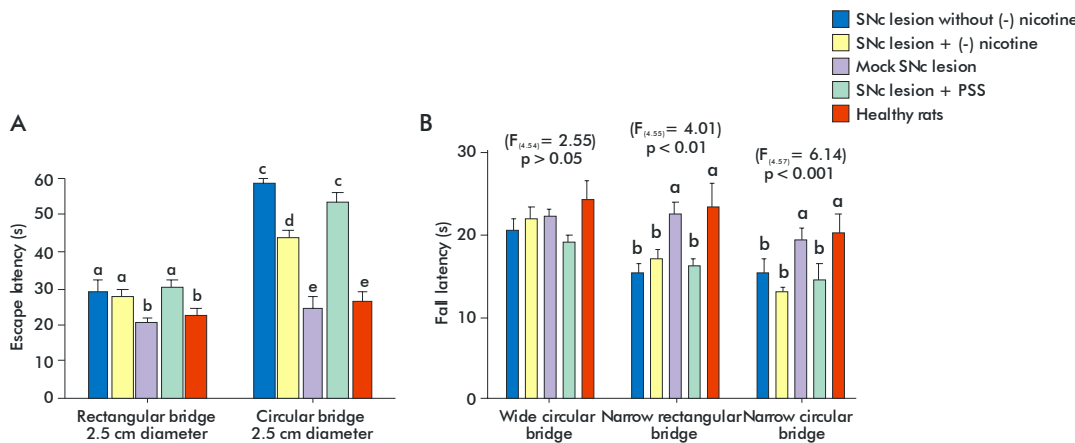 SNc lesion without (-) nicotine
SNc lesion + (-) nicotine
Mock SNc lesion
SNc lesion + PSS
Healthy rats
A
Escape latency (s)
60
50
40
30
20
10
0
a a b a b
c d e c e
Rectangular bridge
2.5 cm diameter
Circular bridge
2.5 cm diameter
B
Fall latency (s)
30
20
10
0
(F(4.54) = 2.55)
p > 0.05
(F(4.55) = 4.01)
p < 0.01
(F(4.57) = 6.14)
p < 0.001
b b a b a
b b a b a
Wide circular
bridge
Narrow rectangular
bridge
Narrow circular
bridge